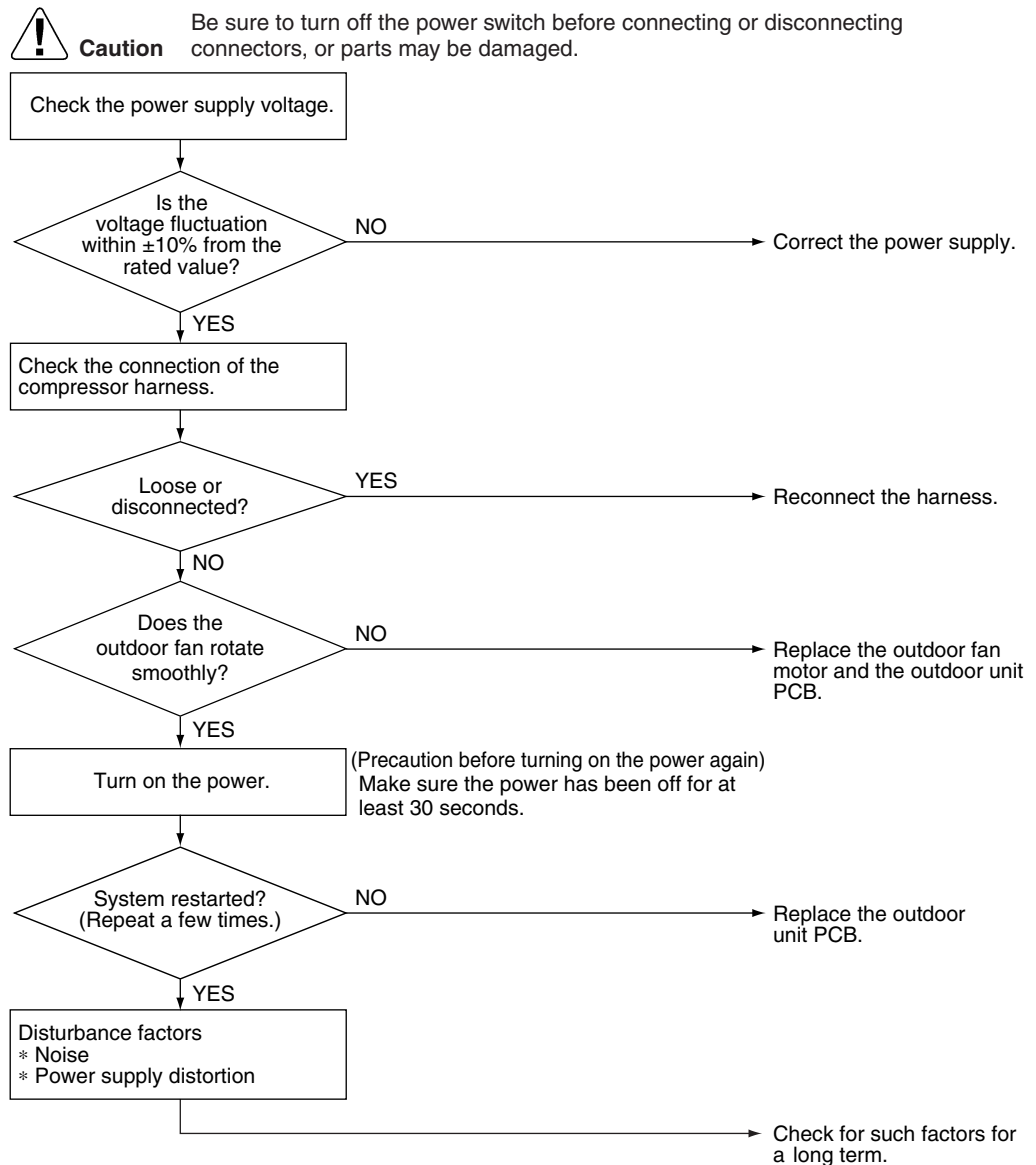 Be sure to turn off the power switch before connecting or disconnecting
Caution connectors, or parts may be damaged.
Check the power supply voltage.
Is the
voltage fluctuation
within ±10% from the
rated value?
NO
Correct the power supply.
YES
Check the connection of the
compressor harness.
Loose or
disconnected?
YES
Reconnect the harness.
NO
Does the
outdoor fan rotate
smoothly?
NO
Replace the outdoor fan
motor and the outdoor unit
PCB.
YES
Turn on the power.
(Precaution before turning on the power again)
Make sure the power has been off for at
least 30 seconds.
System restarted?
(Repeat a few times.)
NO
Replace the outdoor
unit PCB.
YES
Disturbance factors
* Noise
* Power supply distortion
Check for such factors for
a long term.